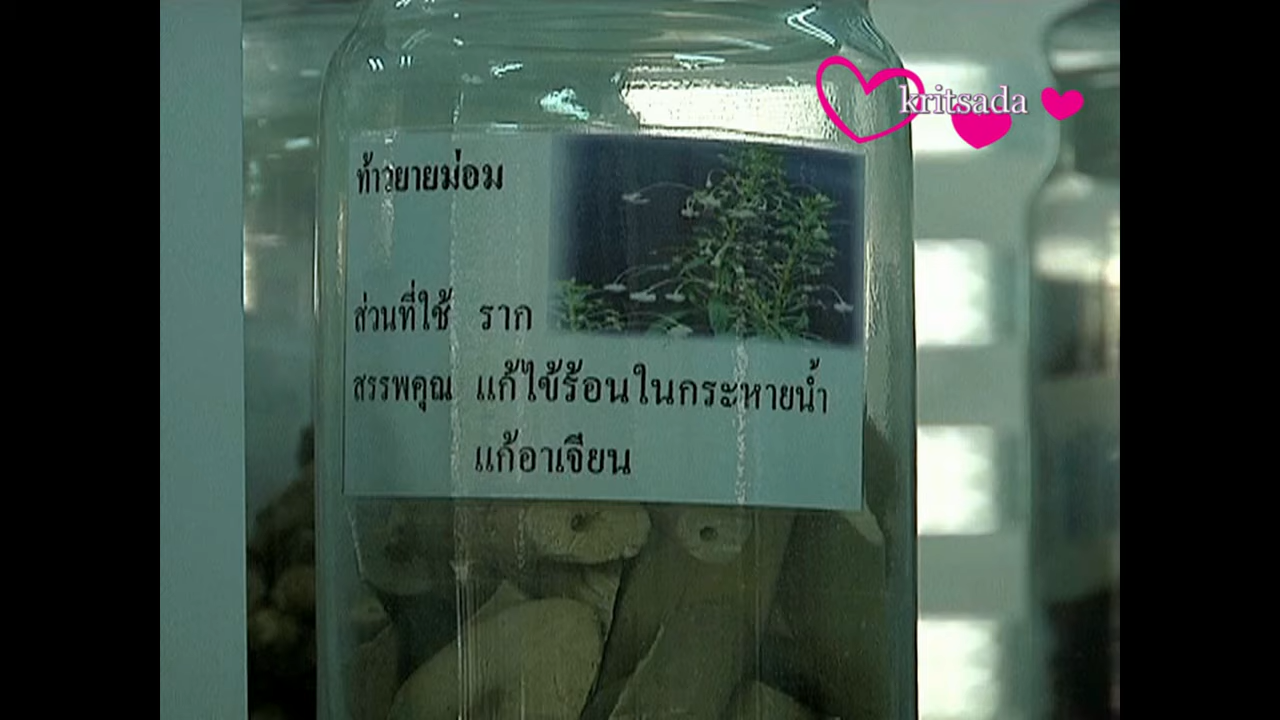 kritsada
ท้าวยายม่อม
ส่วนที่ใช้ ราก
สรรพคุณ แก้ไข้ร้อนในกระหายน้ำ
แก้อาเจียน